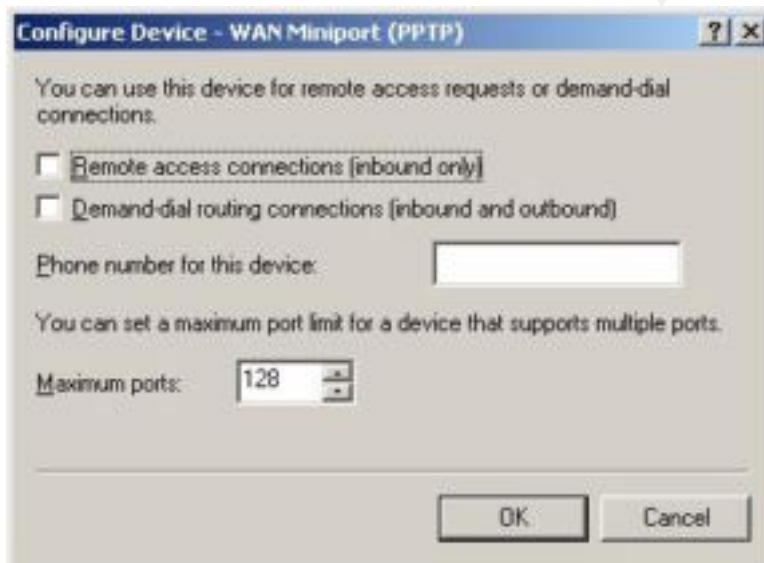 Configure Device - WAN Miniport (PPTP)
You can use this device for remote access requests or demand-dial
connections.
Remote access connections (inbound only)
Demand-dial routing connections (inbound and outbound)
Phone number for this device:
You can set a maximum port limit for a device that supports multiple ports.
Maximum ports: 128
OK Cancel